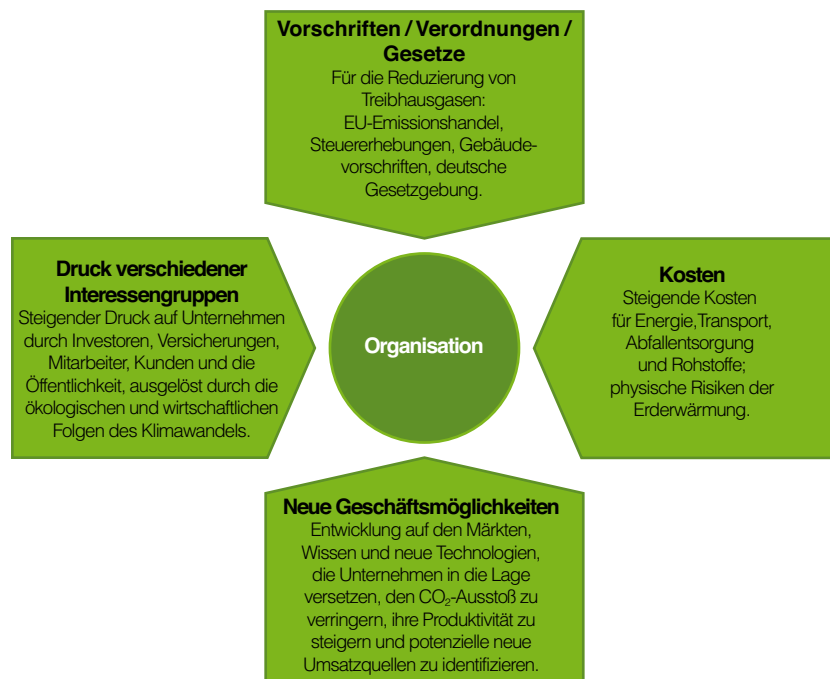 Vorschriften / Verordnungen /
Gesetze
Für die Reduzierung von
Treibhausgasen:
EU-Emissionshandel,
Steuererhebungen, Gebäude-
vorschriften, deutsche
Gesetzgebung.
Druck verschiedener
Interessengruppen
Steigender Druck auf Unternehmen
durch Investoren, Versicherungen,
Mitarbeiter, Kunden und die
Öffentlichkeit, ausgelöst durch die
ökologischen und wirtschaftlichen
Folgen des Klimawandels.
Organisation
Kosten
Steigende Kosten
für Energie, Transport,
Abfallentsorgung
und Rohstoffe;
physische Risiken der
Erderwärmung.
Neue Geschäftsmöglichkeiten
Entwicklung auf den Märkten,
Wissen und neue Technologien,
die Unternehmen in die Lage
versetzen, den CO₂-Ausstoß zu
verringern, ihre Produktivität zu
steigern und potenzielle neue
Umsatzquellen zu identifizieren.